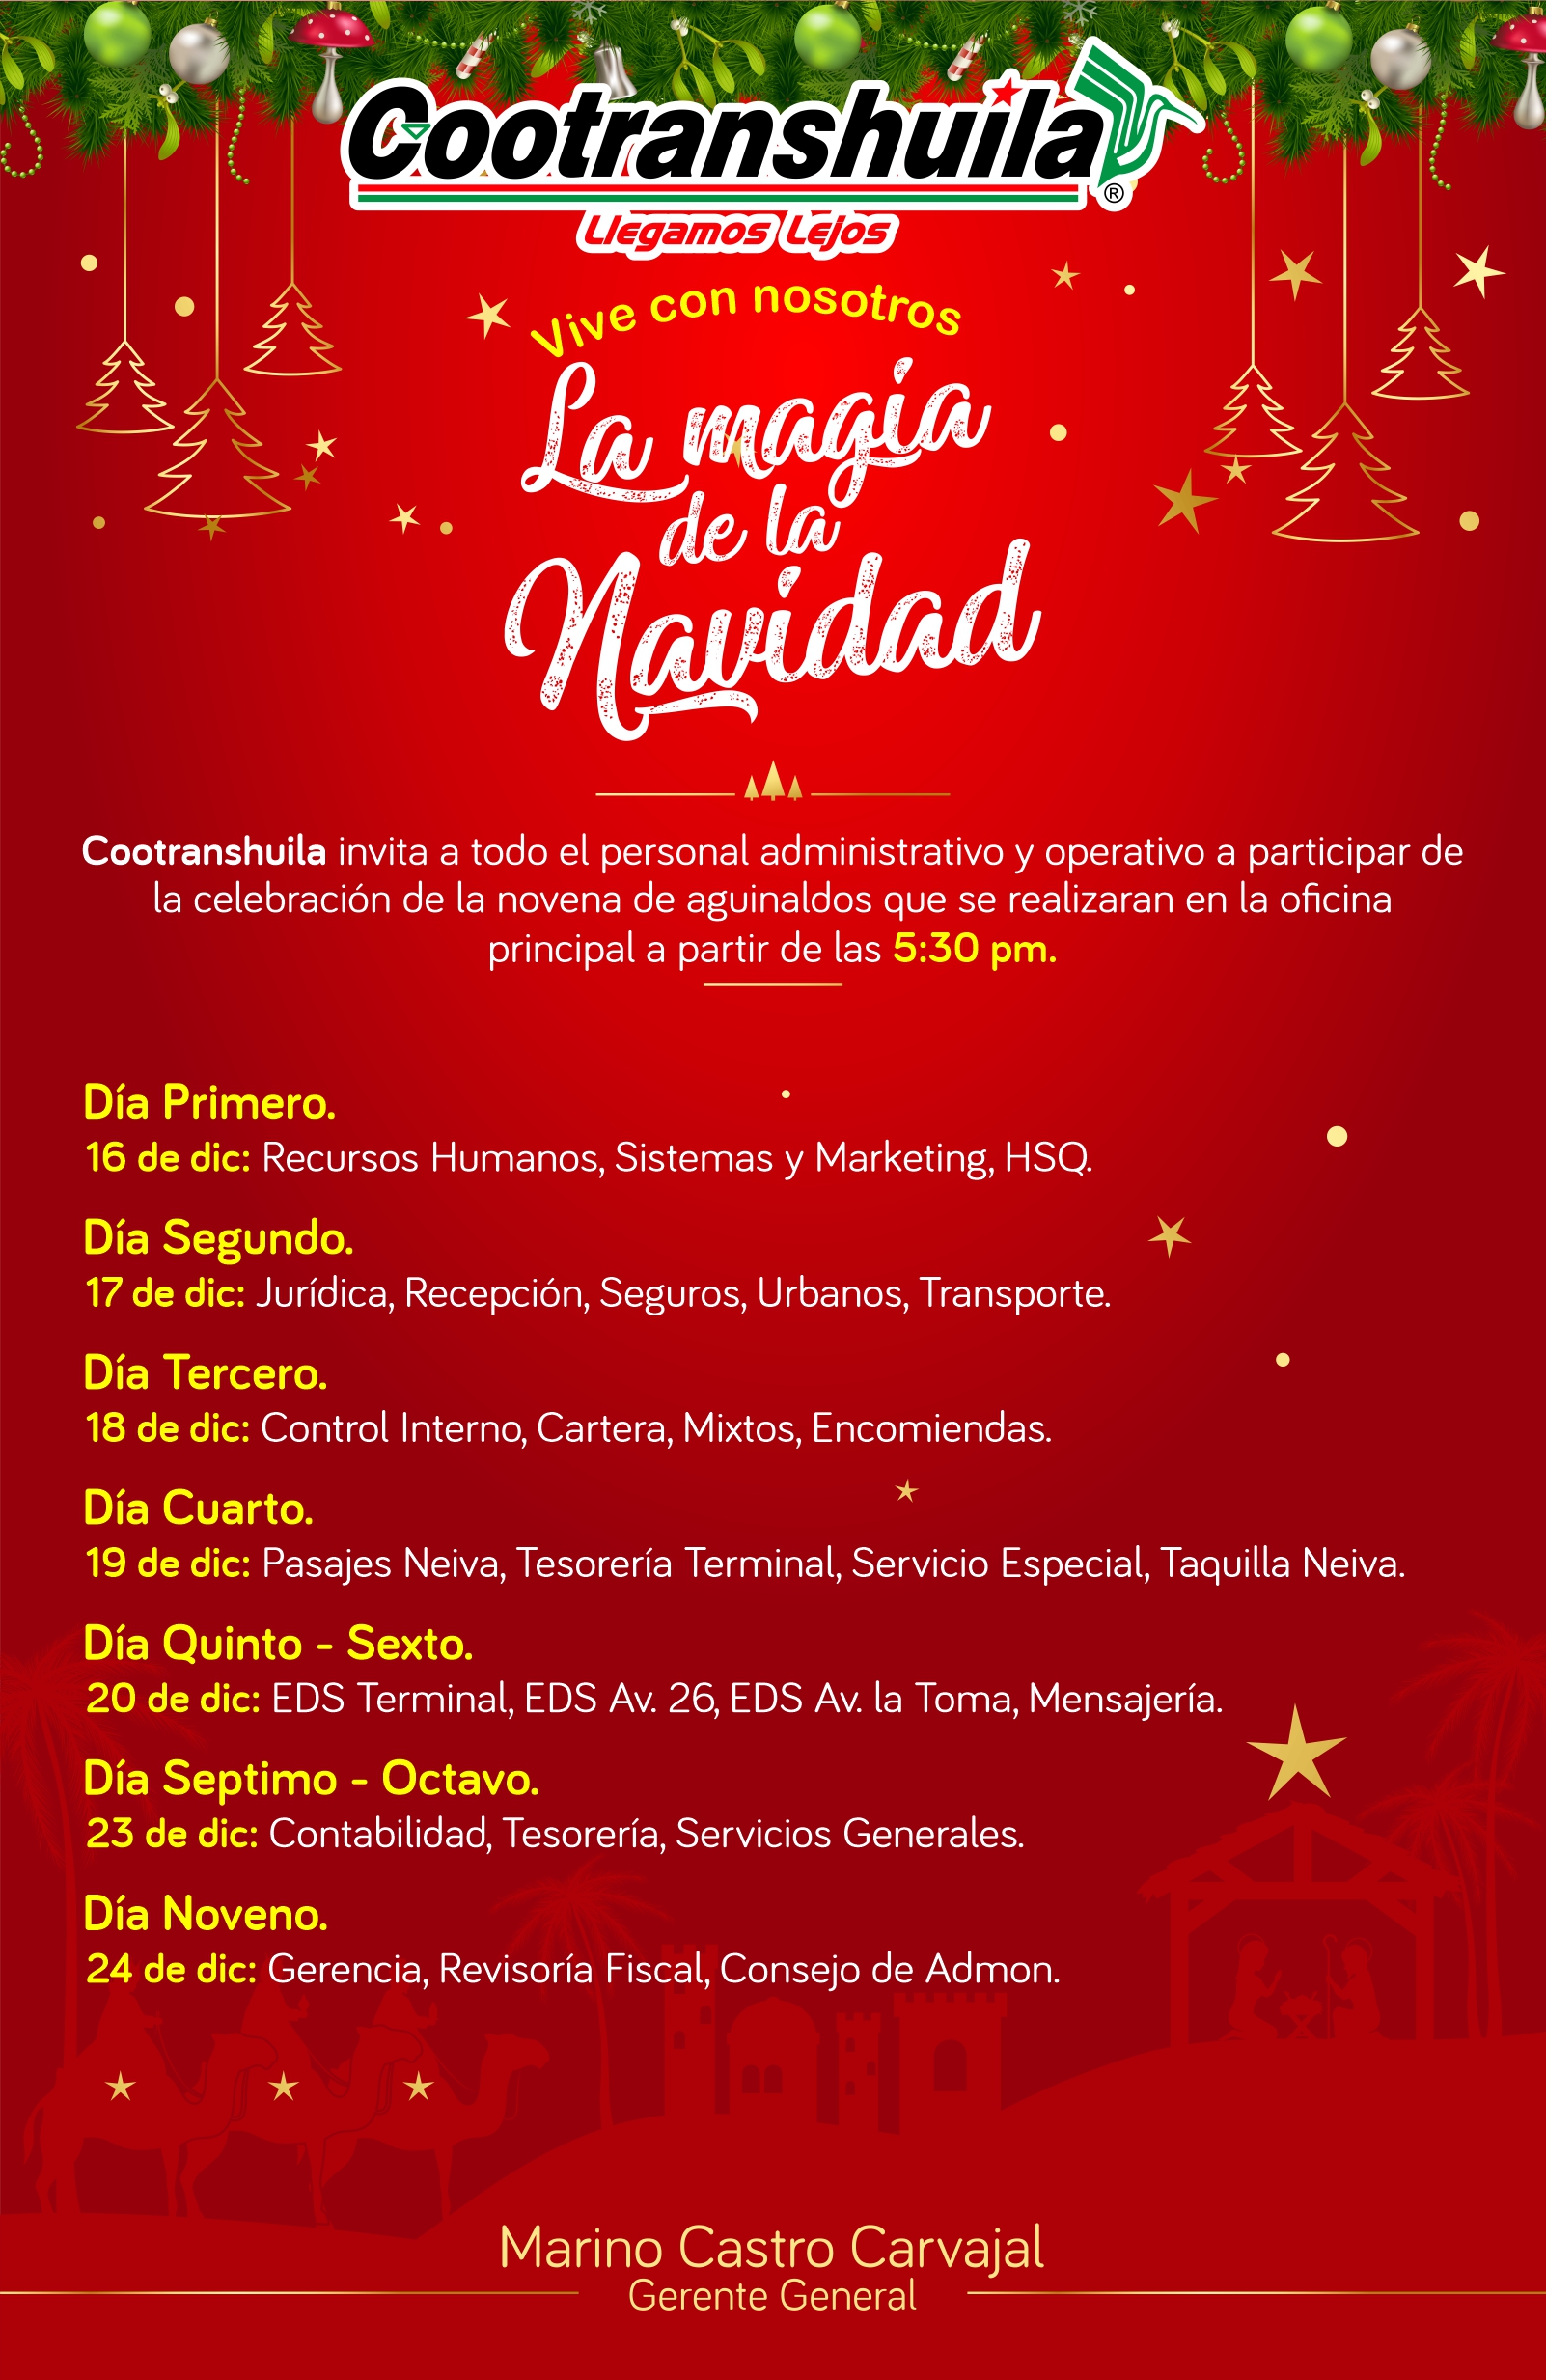 Cootranshuila
®
Llegamos Lejos
Vive con nosotros
La magia
de la
Navidad
Cootranshuila invita a todo el personal administrativo y operativo a participar de
la celebración de la novena de aguinaldos que se realizaran en la oficina
principal a partir de las 5:30 pm.
Día Primero.
16 de dic: Recursos Humanos, Sistemas y Marketing, HSQ.
Día Segundo.
17 de dic: Jurídica, Recepción, Seguros, Urbanos, Transporte.
Día Tercero.
18 de dic: Control Interno, Cartera, Mixtos, Encomiendas.
Día Cuarto.
19 de dic: Pasajes Neiva, Tesorería Terminal, Servicio Especial, Taquilla Neiva.
Día Quinto - Sexto.
20 de dic: EDS Terminal, EDS Av. 26, EDS Av. la Toma, Mensajería.
Día Septimo - Octavo.
23 de dic: Contabilidad, Tesorería, Servicios Generales.
Día Noveno.
24 de dic: Gerencia, Revisoría Fiscal, Consejo de Admon.
Marino Castro Carvajal
Gerente General